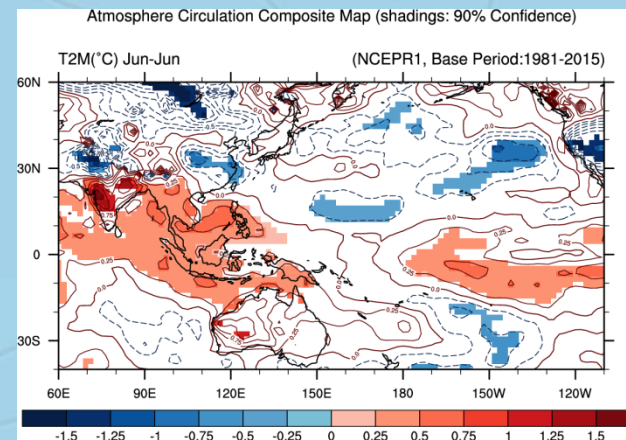 Atmosphere Circulation Composite Map (shadings: 90% Confidence)
T2M(°C) Jun-Jun (NCEPR1, Base Period:1981-2015)
60N
30N
0
30S
60E 90E 120E 150E 180 150W 120W
-1.5 -1.25 -1 -0.75 -0.5 -0.25 0 0.25 0.5 0.75 1 1.25 1.5